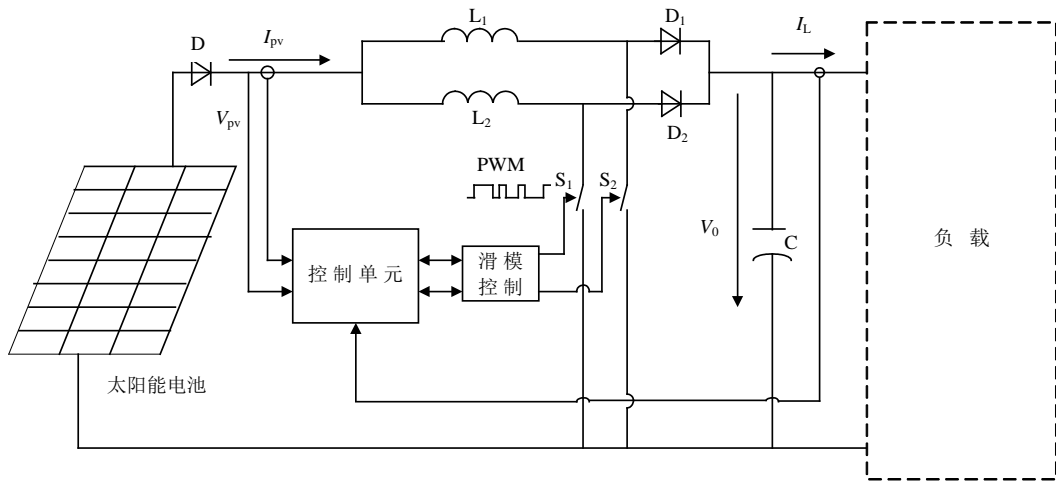 L₁
D₁
I_L
D
I_pv
V_pv
L₂
D₂
PWM
S₁
S₂
V₀
C
负 载
控 制 单 元
滑 模
控 制
太阳能电池